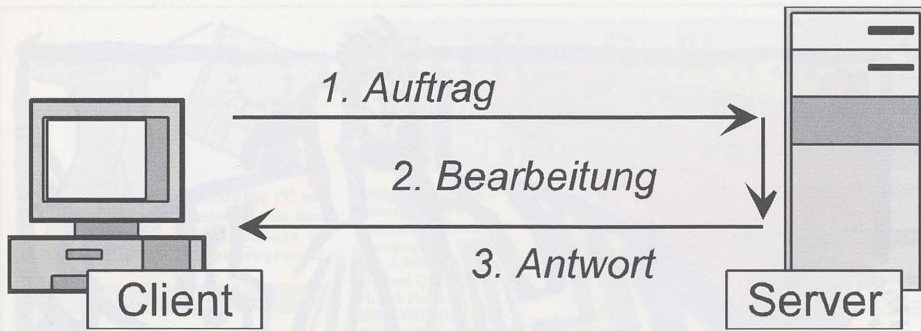 1. Auftrag
2. Bearbeitung
3. Antwort
Client
Server